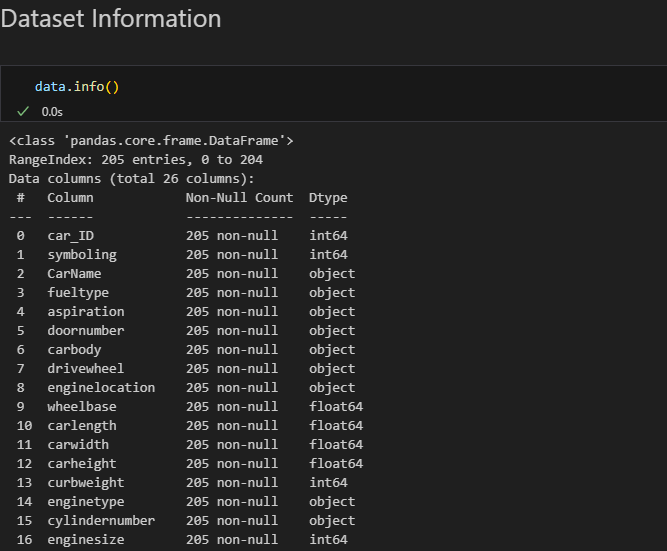 Dataset Information
data.info()
✓ 0.0s
<class 'pandas.core.frame.DataFrame'>
RangeIndex: 205 entries, 0 to 204
Data columns (total 26 columns):
 #   Column            Non-Null Count  Dtype
---  ------            --------------  -----
 0   car_ID            205 non-null    int64
 1   symboling         205 non-null    int64
 2   CarName           205 non-null    object
 3   fueltype          205 non-null    object
 4   aspiration        205 non-null    object
 5   doornumber        205 non-null    object
 6   carbody           205 non-null    object
 7   drivewheel        205 non-null    object
 8   enginelocation    205 non-null    object
 9   wheelbase         205 non-null    float64
 10  carlength         205 non-null    float64
 11  carwidth          205 non-null    float64
 12  carheight         205 non-null    float64
 13  curbweight        205 non-null    int64
 14  enginetype        205 non-null    object
 15  cylindernumber    205 non-null    object
 16  enginesize        205 non-null    int64